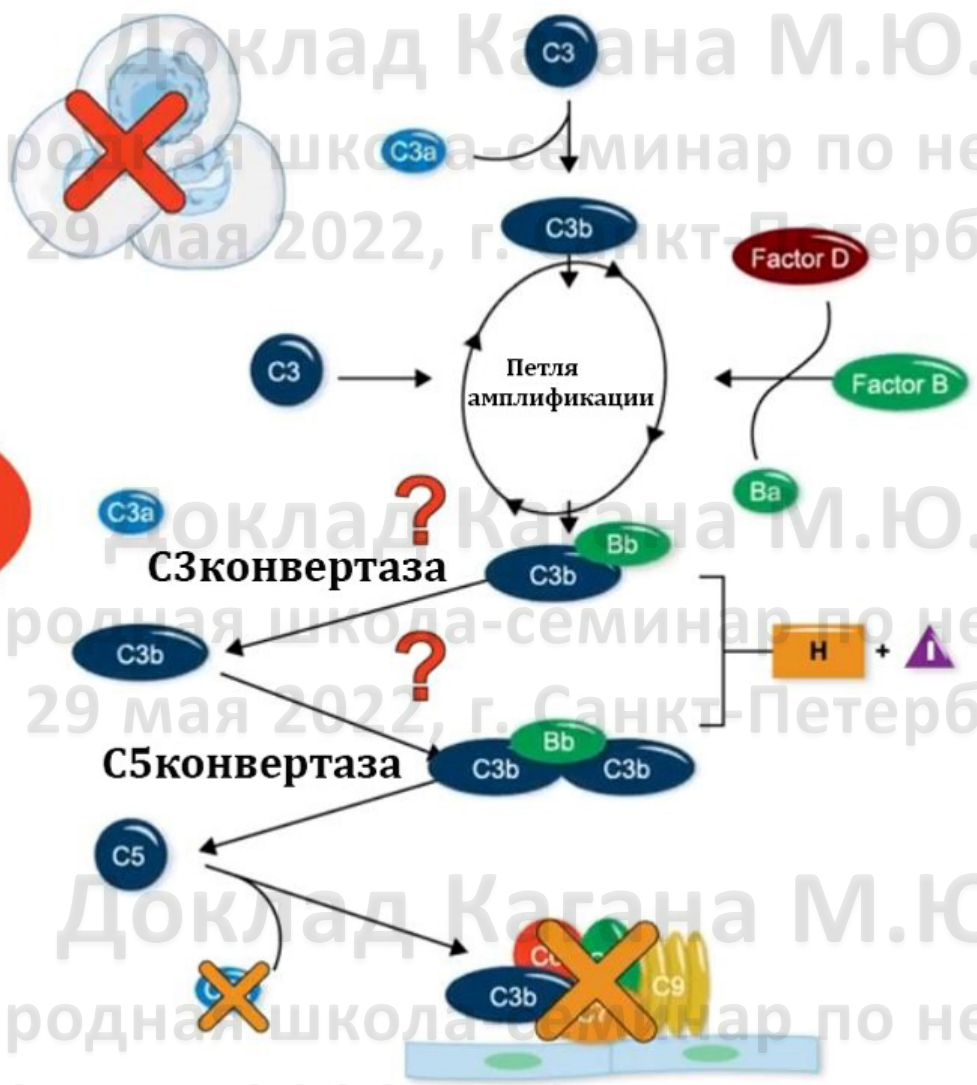 Доклад Кагана М.Ю.
C3
C3a
родная школа-семинар по не
C3b
29 мая 2022, г. Санкт-Петерб
Factor D
C3
Петля
амплификации
Factor B
Ba
C3a
?
Доклад Кагана М.Ю.
Bb
C3b
С3конвертаза
родная школа-семинар по не
C3b
?
H + I
29 мая 2022, г. Санкт-Петерб
Bb
С5конвертаза
C3b
C3b
C5
Доклад Кагана М.Ю
C3b
C9
родная школа-семинар по не